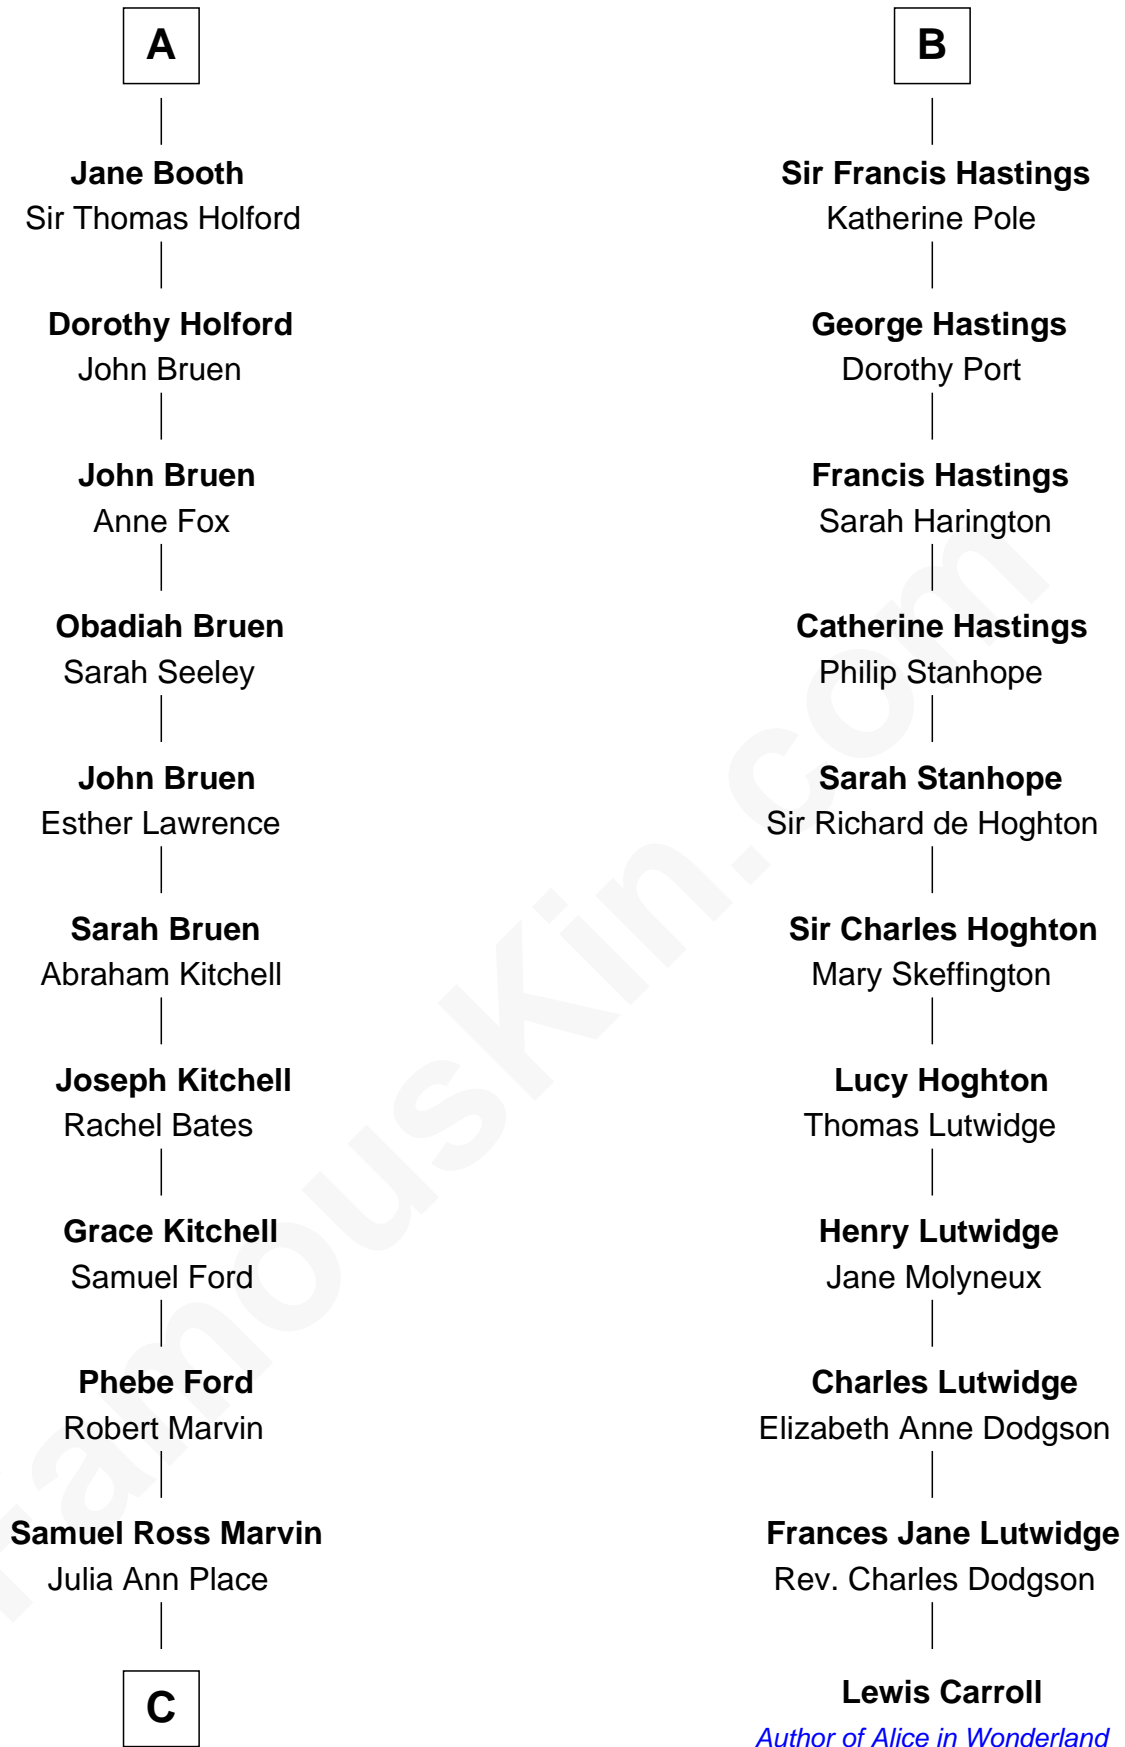 A
Jane Booth
Sir Thomas Holford
Dorothy Holford
John Bruen
John Bruen
Anne Fox
Obadiah Bruen
Sarah Seeley
John Bruen
Esther Lawrence
Sarah Bruen
Abraham Kitchell
Joseph Kitchell
Rachel Bates
Grace Kitchell
Samuel Ford
Phebe Ford
Robert Marvin
Samuel Ross Marvin
Julia Ann Place
C
B
Sir Francis Hastings
Katherine Pole
George Hastings
Dorothy Port
Francis Hastings
Sarah Harington
Catherine Hastings
Philip Stanhope
Sarah Stanhope
Sir Richard de Hoghton
Sir Charles Hoghton
Mary Skeffington
Lucy Hoghton
Thomas Lutwidge
Henry Lutwidge
Jane Molyneux
Charles Lutwidge
Elizabeth Anne Dodgson
Frances Jane Lutwidge
Rev. Charles Dodgson
Lewis Carroll
Author of Alice in Wonderland
FamousKin.com